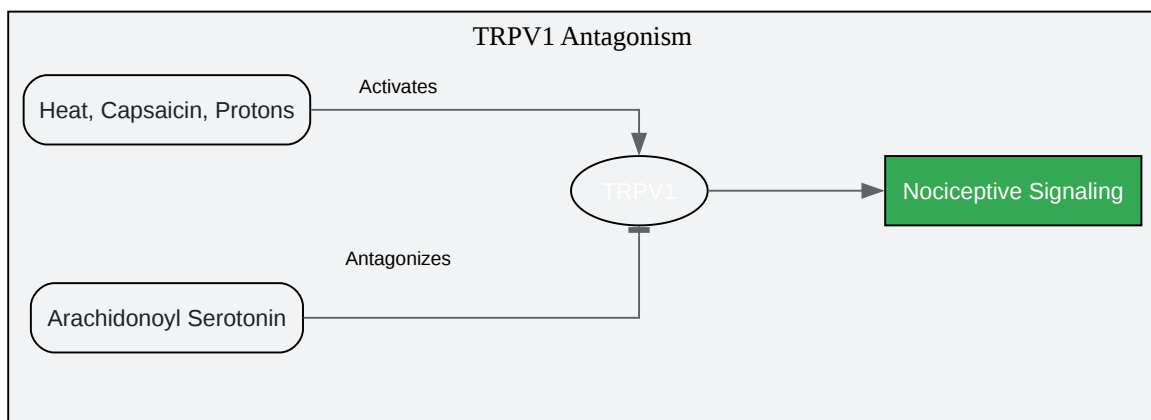 TRPV1 Antagonism
Activates
Heat, Capsaicin, Protons
TRPV1
Nociceptive Signaling
Antagonizes
Arachidonoyl Serotonin